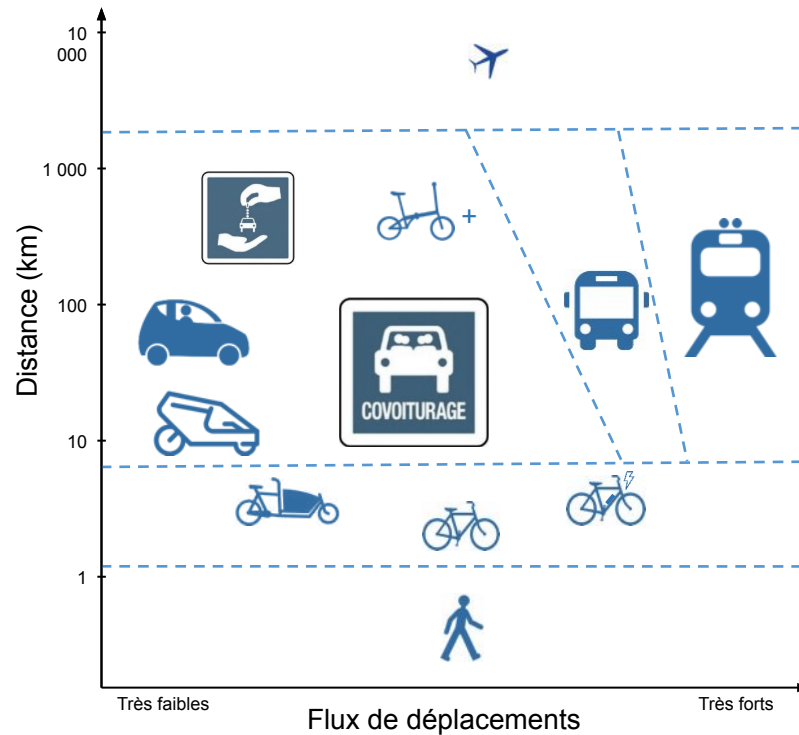 10
000
1 000
100
10
1
Distance (km)
+
COVOITURAGE
Très faibles
Très forts
Flux de déplacements